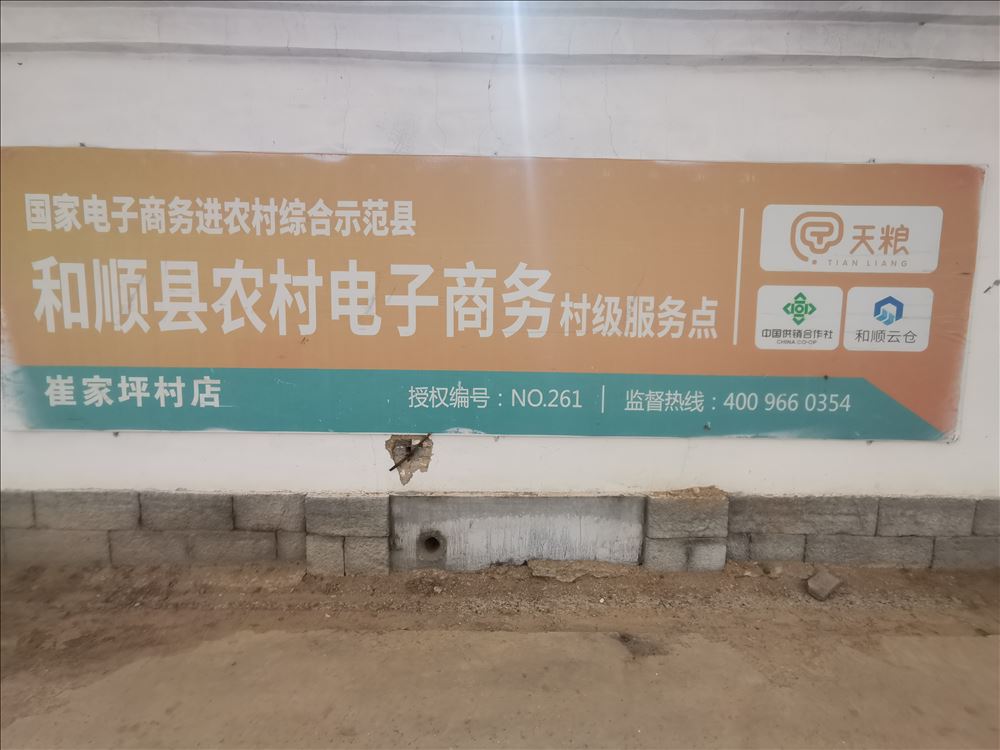 国家电子商务进农村综合示范县
和顺县农村电子商务村级服务点
崔家坪村店
授权编号：NO.261 | 监督热线：400 966 0354
天粮
TIAN LIANG
中国供销合作社
CHINA CO-OP
和顺云仓